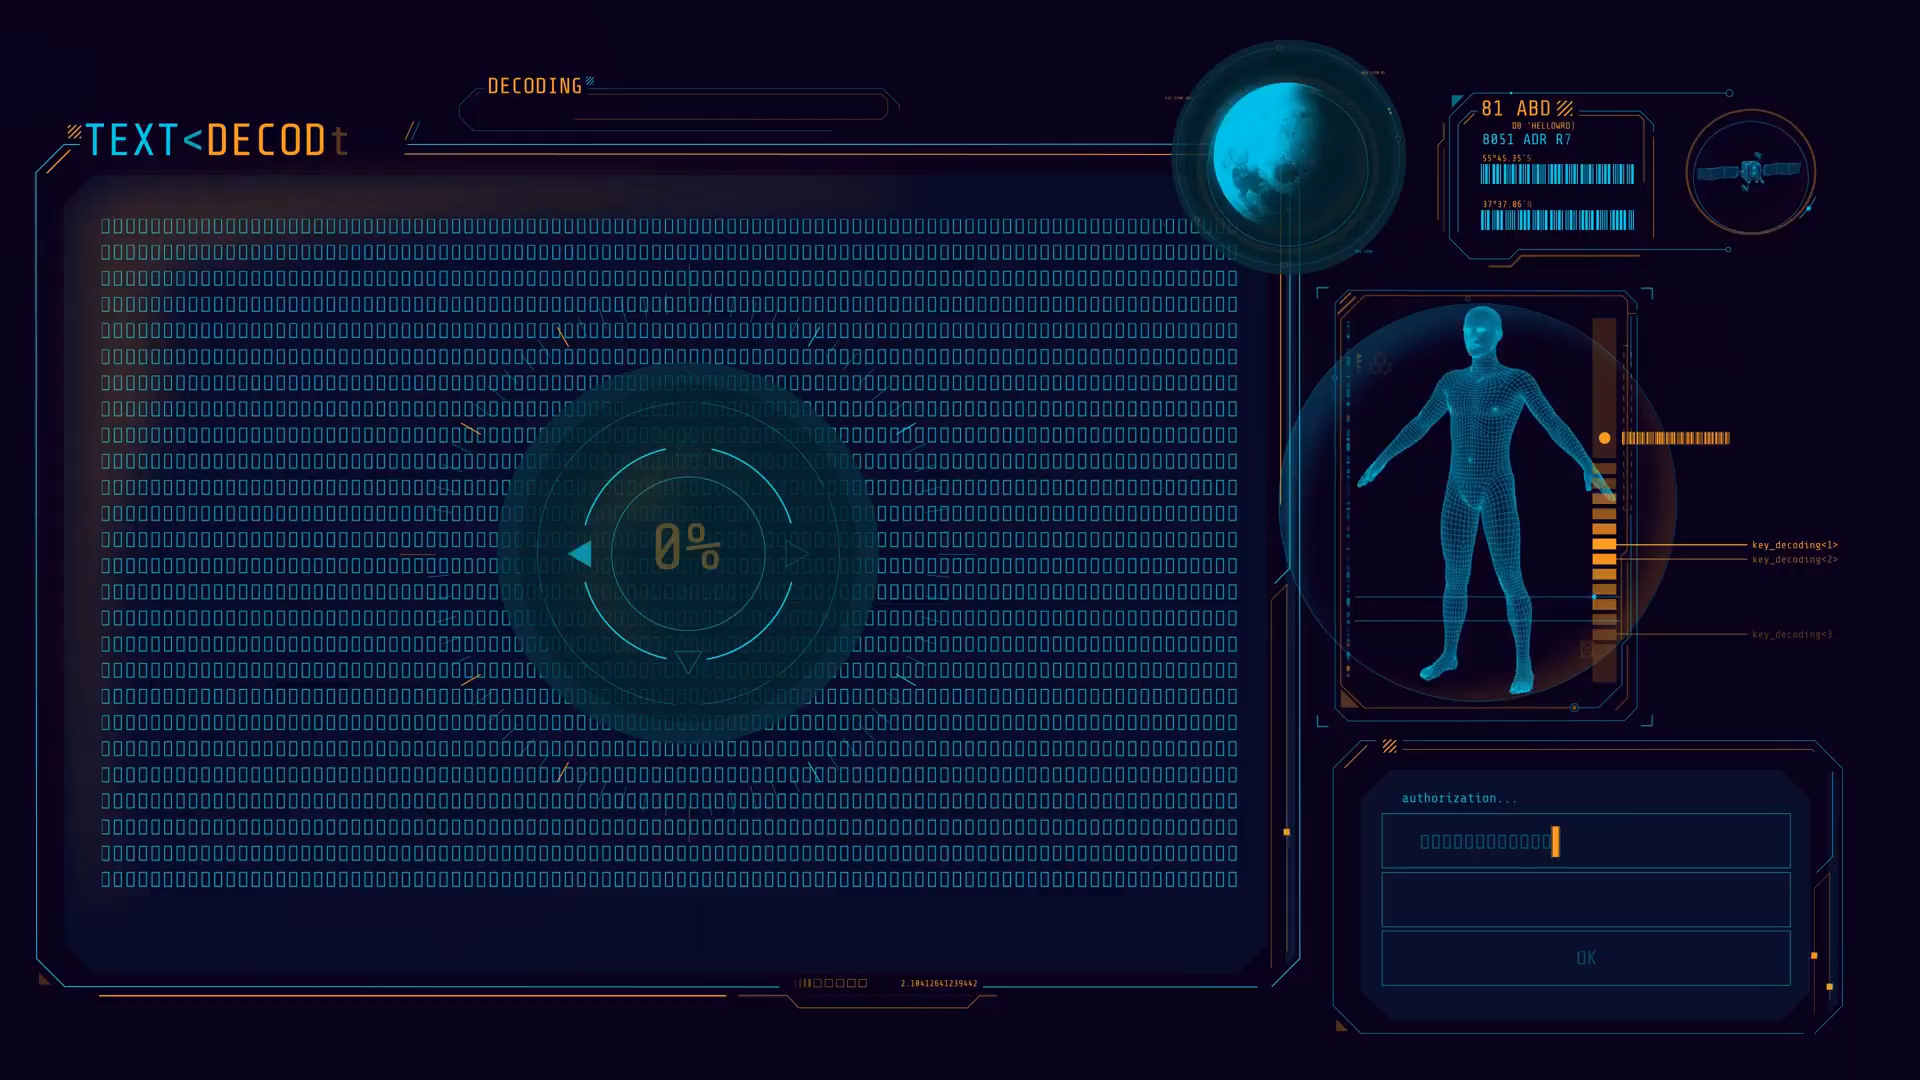 DECODING
TEXT<DECODt
81 ABD
DB 'HELLOWRD)
8051 ADR R7
55°45.35'S
37°37.06'N
0%
key_decoding<1>
key_decoding<2>
key_decoding<3
authorization...
OK
2.10412641239442